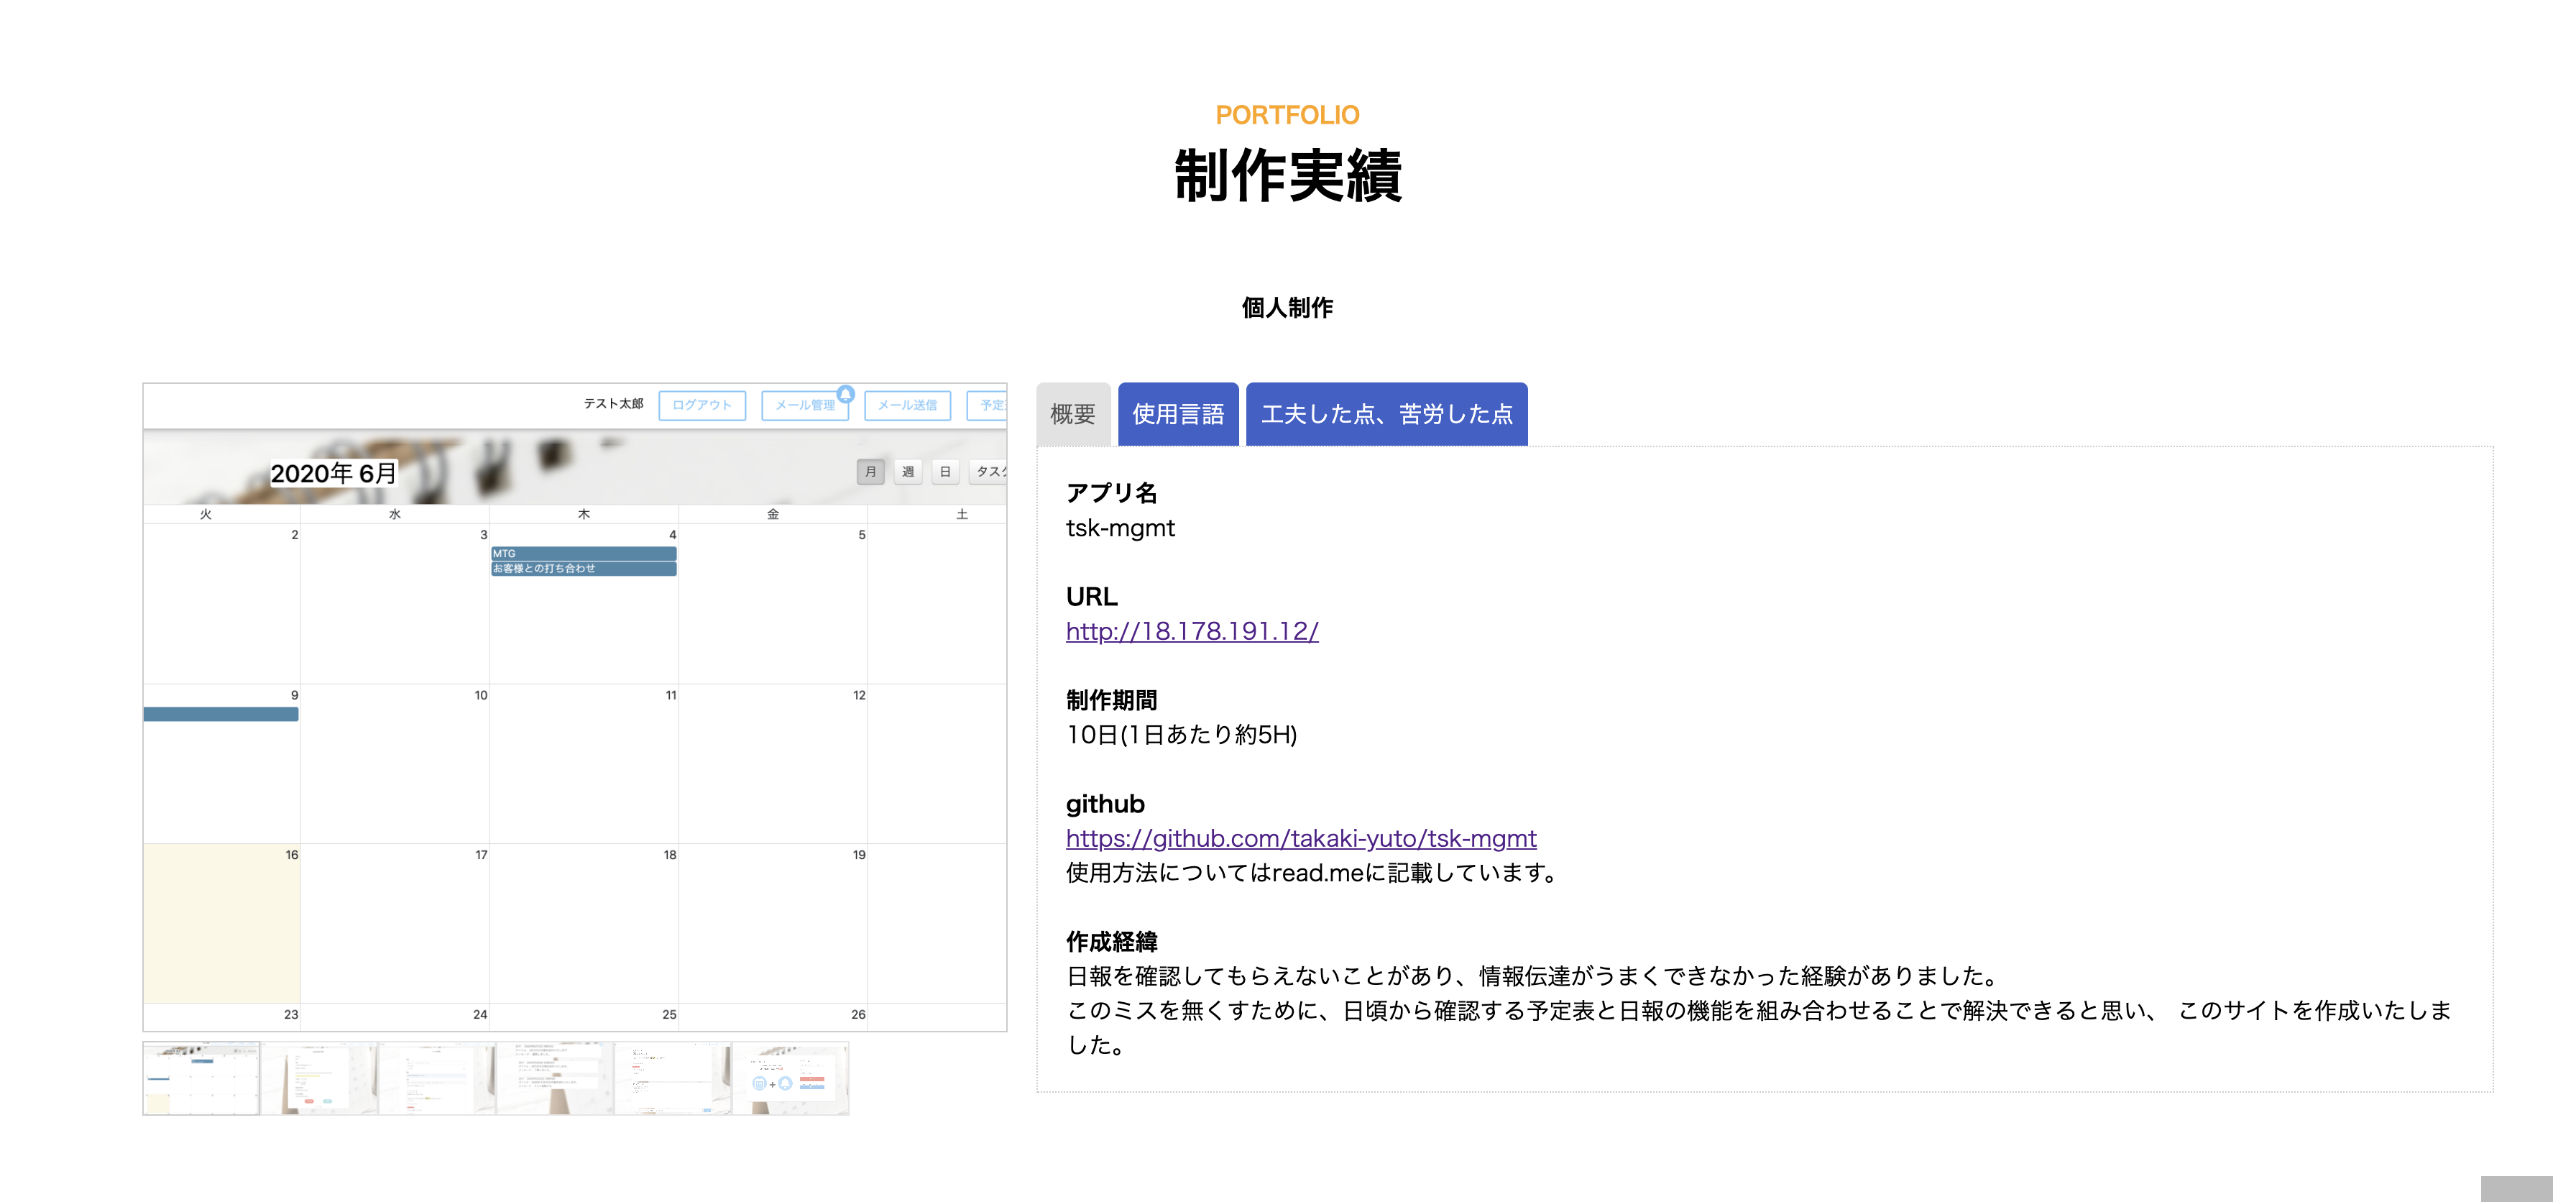 PORTFOLIO
制作実績
個人制作
テスト太郎
ログアウト
メール管理
メール送信
予定
2020年 6月
月
週
日
タスク
火
水
木
金
土
2
3
4
5
MTG
お客様との打ち合わせ
9
10
11
12
16
17
18
19
23
24
25
26
概要
使用言語
工夫した点、苦労した点
アプリ名
tsk-mgmt
URL
http://18.178.191.12/
制作期間
10日(1日あたり約5H)
github
https://github.com/takaki-yuto/tsk-mgmt
使用方法についてはread.meに記載しています。
作成経緯
日報を確認してもらえないことがあり、情報伝達がうまくできなかった経験がありました。
このミスを無くすために、日頃から確認する予定表と日報の機能を組み合わせることで解決できると思い、 このサイトを作成いたしま
した。